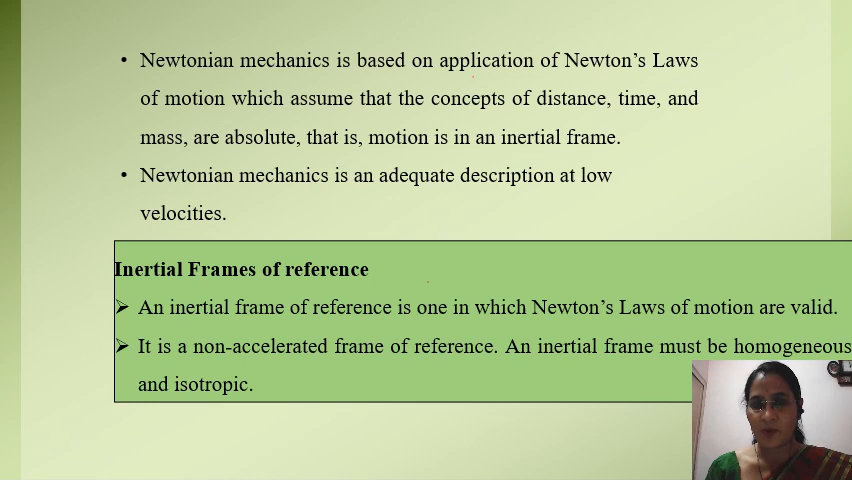 • Newtonian mechanics is based on application of Newton’s Laws
of motion which assume that the concepts of distance, time, and
mass, are absolute, that is, motion is in an inertial frame.
• Newtonian mechanics is an adequate description at low
velocities.
Inertial Frames of reference
➢ An inertial frame of reference is one in which Newton’s Laws of motion are valid.
➢ It is a non-accelerated frame of reference. An inertial frame must be homogeneous
and isotropic.